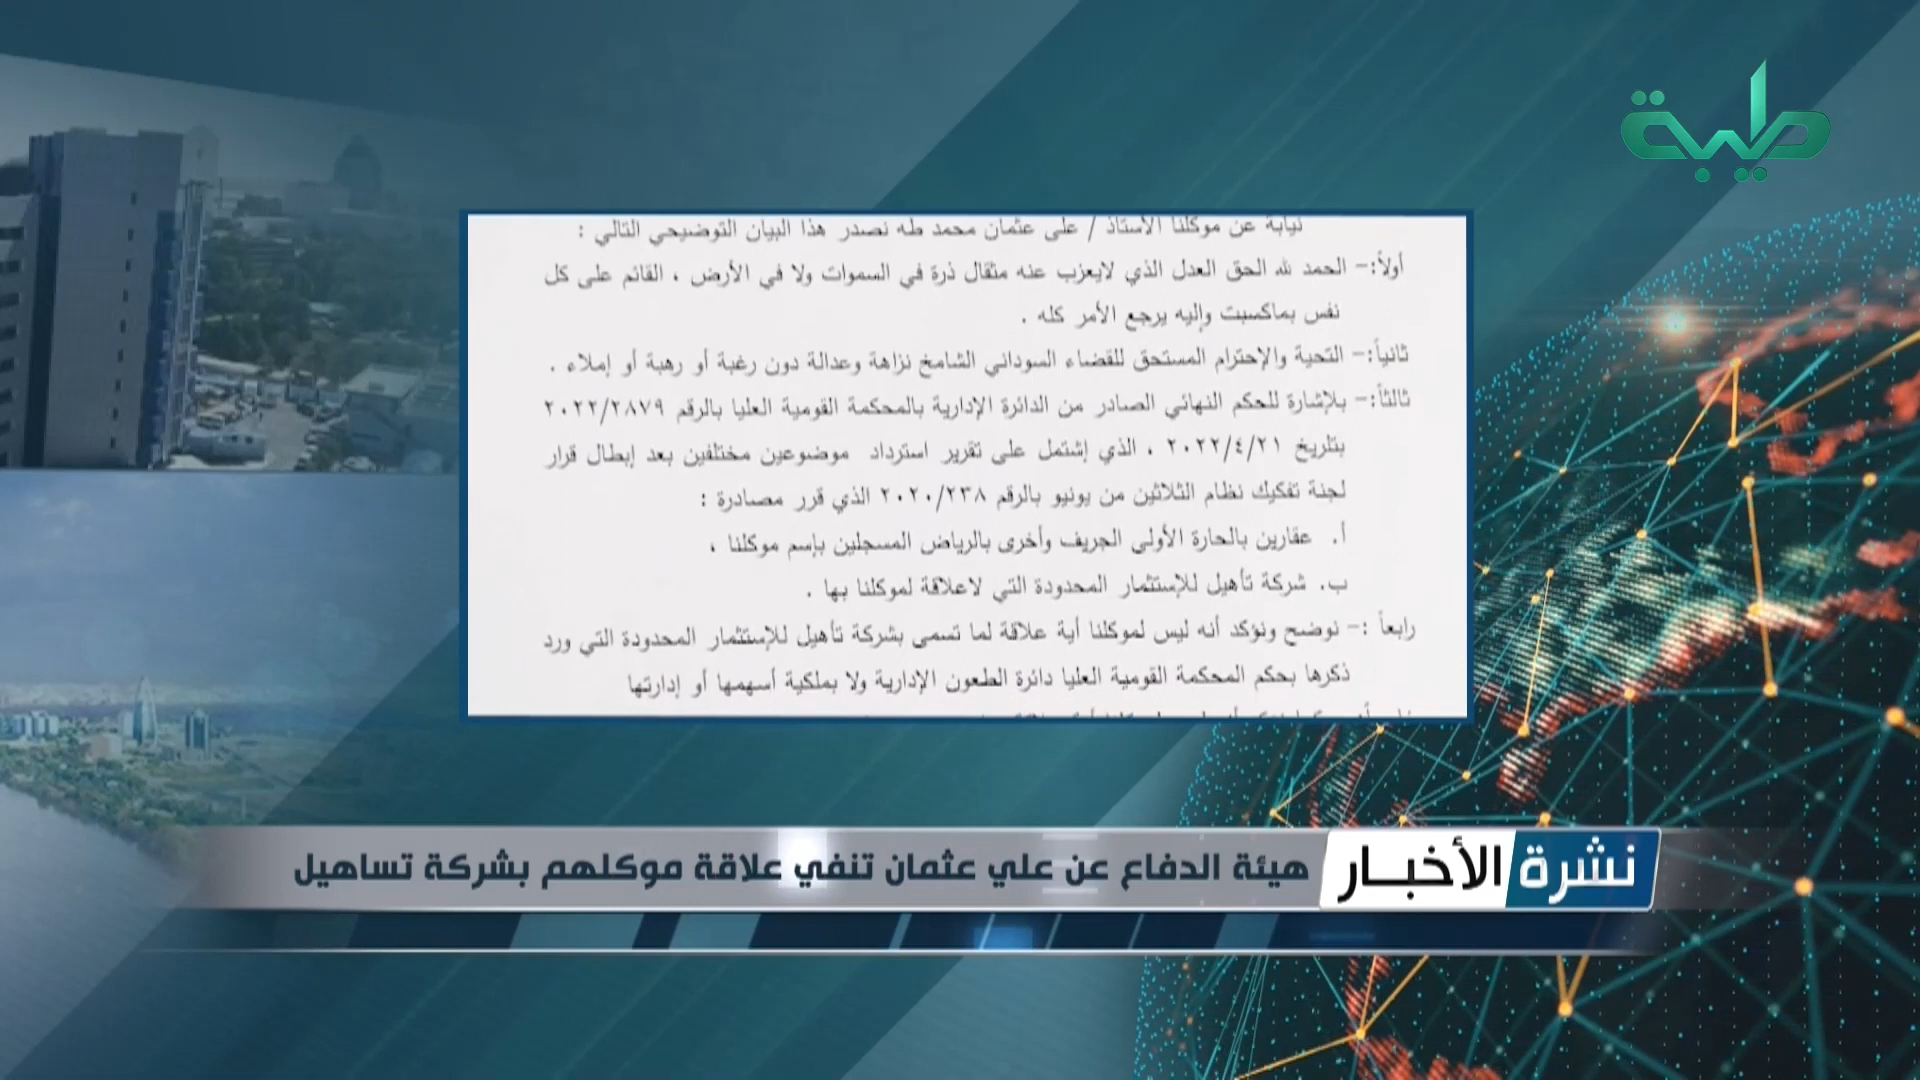 طيبة
نيابة عن موكلنا الأستاذ / على عثمان محمد طه نصدر هذا البيان التوضيحي التالي :
أولاً:- الحمد لله الحق العدل الذي لايعزب عنه مثقال ذرة في السموات ولا في الأرض ، القائم على كل
نفس بماكسبت وإليه يرجع الأمر كله .
ثانياً:- التحية والإحترام المستحق للقضاء السوداني الشامخ نزاهة وعدالة دون رغبة أو رهبة أو إملاء .
ثالثاً:- بلإشارة للحكم النهائي الصادر من الدائرة الإدارية بالمحكمة القومية العليا بالرقم ٢٠٢٢/٢٨٧٩
بتلريخ ٢٠٢٢/٤/٢١ ، الذي إشتمل على تقرير استرداد موضوعين مختلفين بعد إبطال قرار
لجنة تفكيك نظام الثلاثين من يونيو بالرقم ٢٠٢٠/٢٣٨ الذي قرر مصادرة :
أ. عقارين بالحارة الأولى الجريف وأخرى بالرياض المسجلين بإسم موكلنا ،
ب. شركة تأهيل للإستثمار المحدودة التي لاعلاقة لموكلنا بها .
رابعاً :- نوضح ونؤكد أنه ليس لموكلنا أية علاقة لما تسمى بشركة تأهيل للإستثمار المحدودة التي ورد
ذكرها بحكم المحكمة القومية العليا دائرة الطعون الإدارية ولا بملكية أسهمها أو إدارتها
نشرة الأخبار هيئة الدفاع عن علي عثمان تنفي علاقة موكلهم بشركة تساهيل